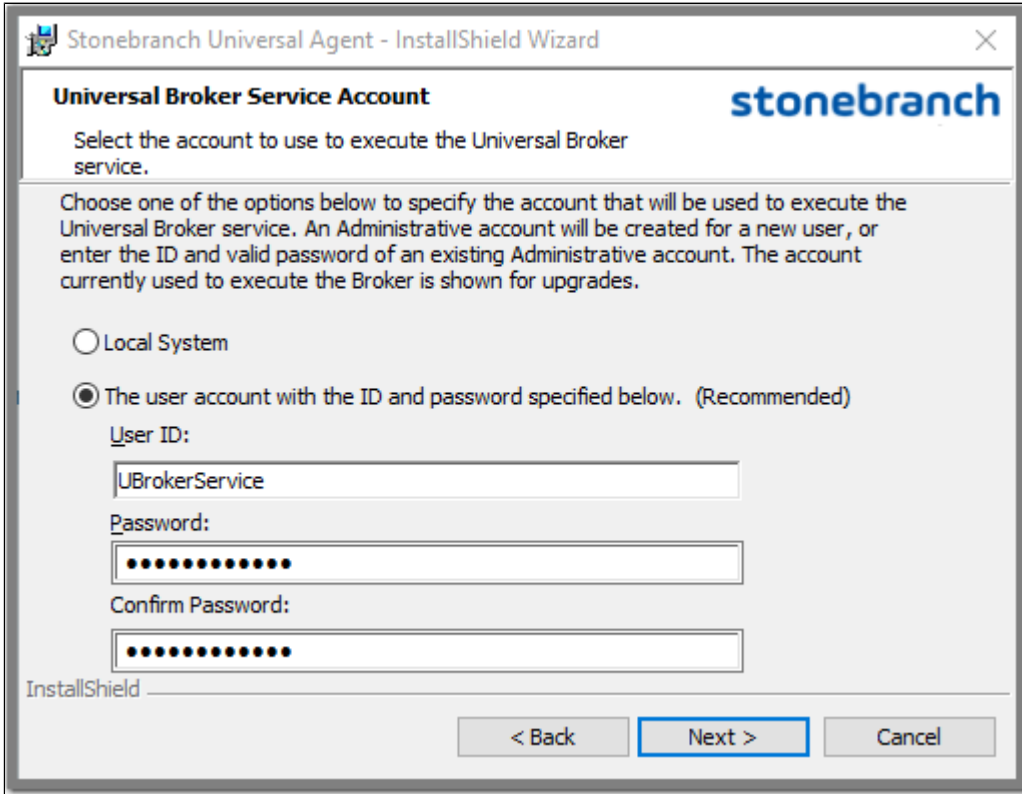 Stonebranch Universal Agent - InstallShield Wizard
Universal Broker Service Account
stonebranch
Select the account to use to execute the Universal Broker
service.
Choose one of the options below to specify the account that will be used to execute the
Universal Broker service. An Administrative account will be created for a new user, or
enter the ID and valid password of an existing Administrative account. The account
currently used to execute the Broker is shown for upgrades.
Local System
The user account with the ID and password specified below. (Recommended)
User ID:
UBrokerService
Password:
●●●●●●●●●●●●
Confirm Password:
●●●●●●●●●●●●
InstallShield
< Back
Next >
Cancel